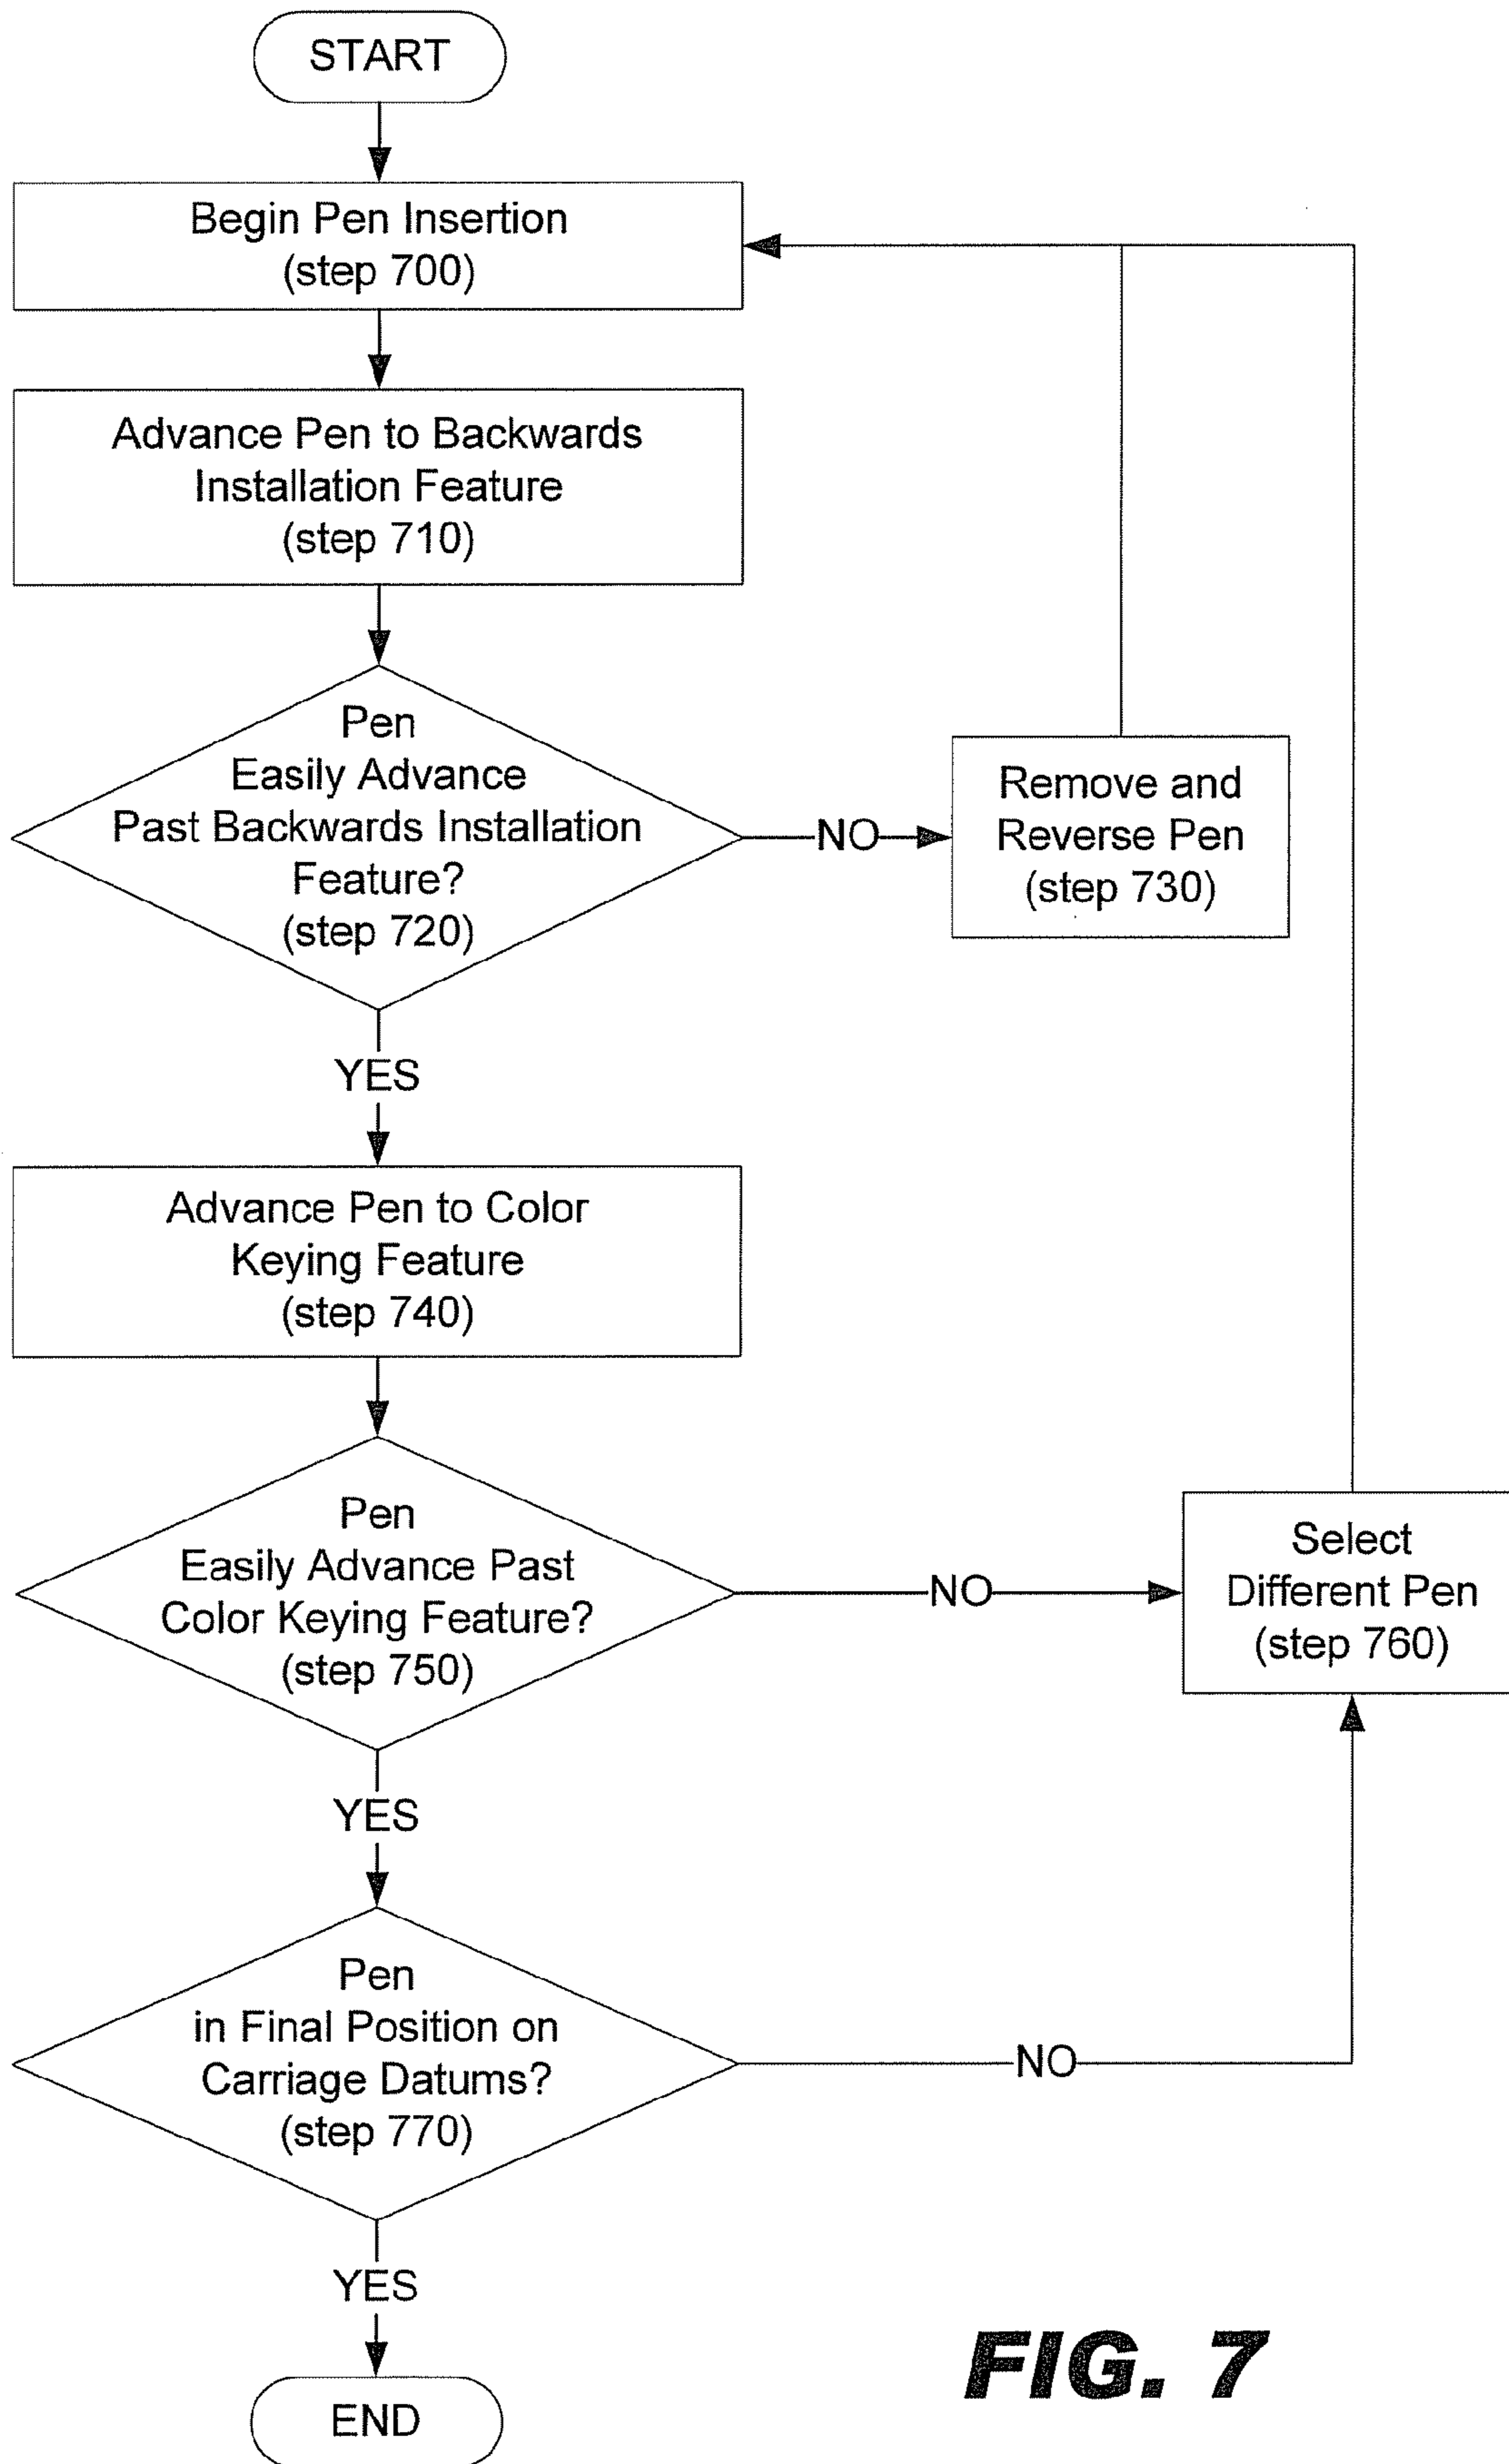 START
Begin Pen Insertion
(step 700)
Advance Pen to Backwards
Installation Feature
(step 710)
Pen
Easily Advance
Past Backwards Installation
Feature?
(step 720)
NO
Remove and
Reverse Pen
(step 730)
YES
Advance Pen to Color
Keying Feature
(step 740)
Pen
Easily Advance Past
Color Keying Feature?
(step 750)
NO
Select
Different Pen
(step 760)
YES
Pen
in Final Position on
Carriage Datums?
(step 770)
NO
YES
END
FIG. 7